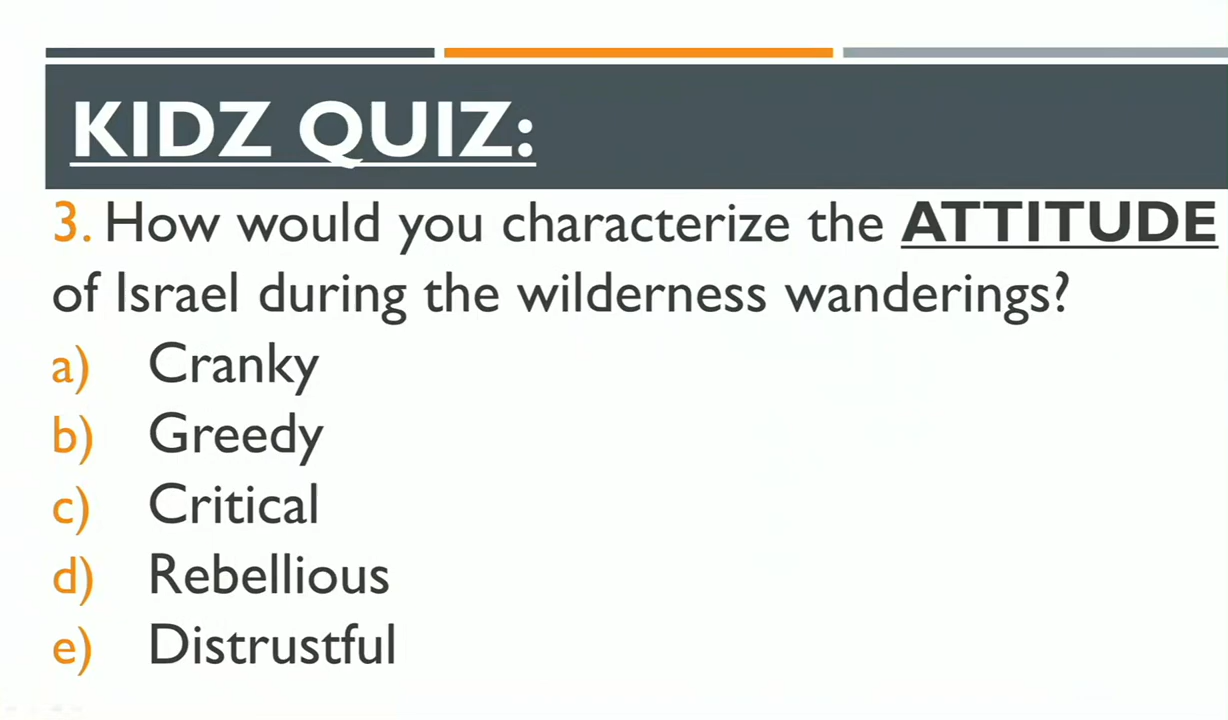 KIDZ QUIZ:
3. How would you characterize the ATTITUDE
of Israel during the wilderness wanderings?
a) Cranky
b) Greedy
c) Critical
d) Rebellious
e) Distrustful